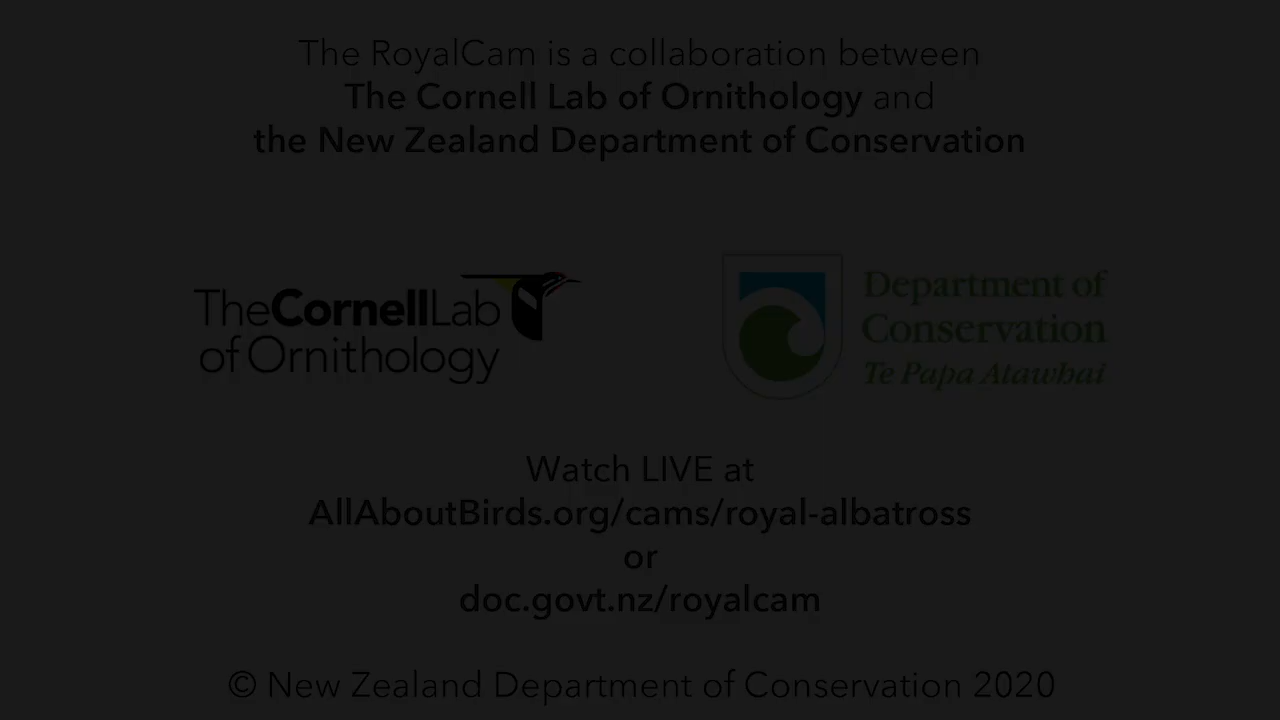 The RoyalCam is a collaboration between
The Cornell Lab of Ornithology and
the New Zealand Department of Conservation
TheCornellLab
of Ornithology
Department of
Conservation
Te Papa Atawhai
Watch LIVE at
AllAboutBirds.org/cams/royal-albatross
or
doc.govt.nz/royalcam
© New Zealand Department of Conservation 2020